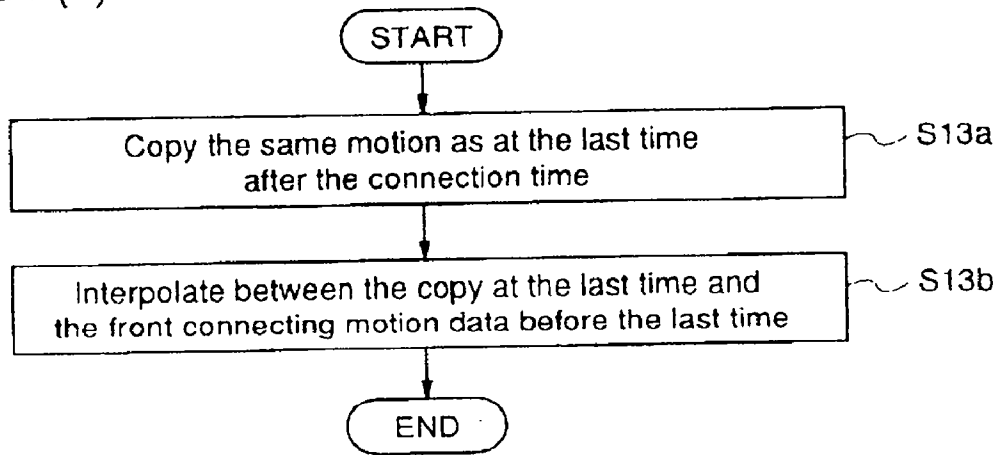 START
Copy the same motion as at the last time
after the connection time
S13a
Interpolate between the copy at the last time and
the front connecting motion data before the last time
S13b
END